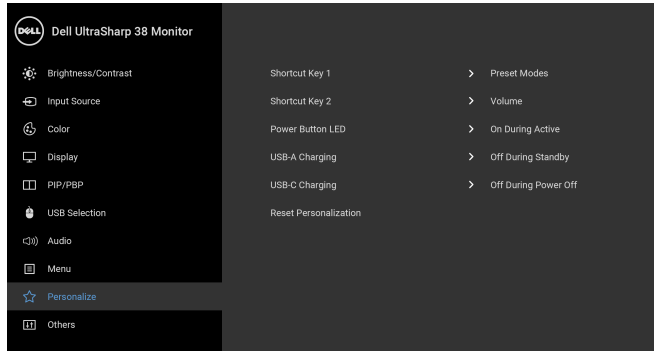 DELL
Dell UltraSharp 38 Monitor
Brightness/Contrast
Input Source
Color
Display
PIP/PBP
USB Selection
Audio
Menu
Personalize
Others
Shortcut Key 1 Preset Modes
Shortcut Key 2 Volume
Power Button LED On During Active
USB-A Charging Off During Standby
USB-C Charging Off During Power Off
Reset Personalization